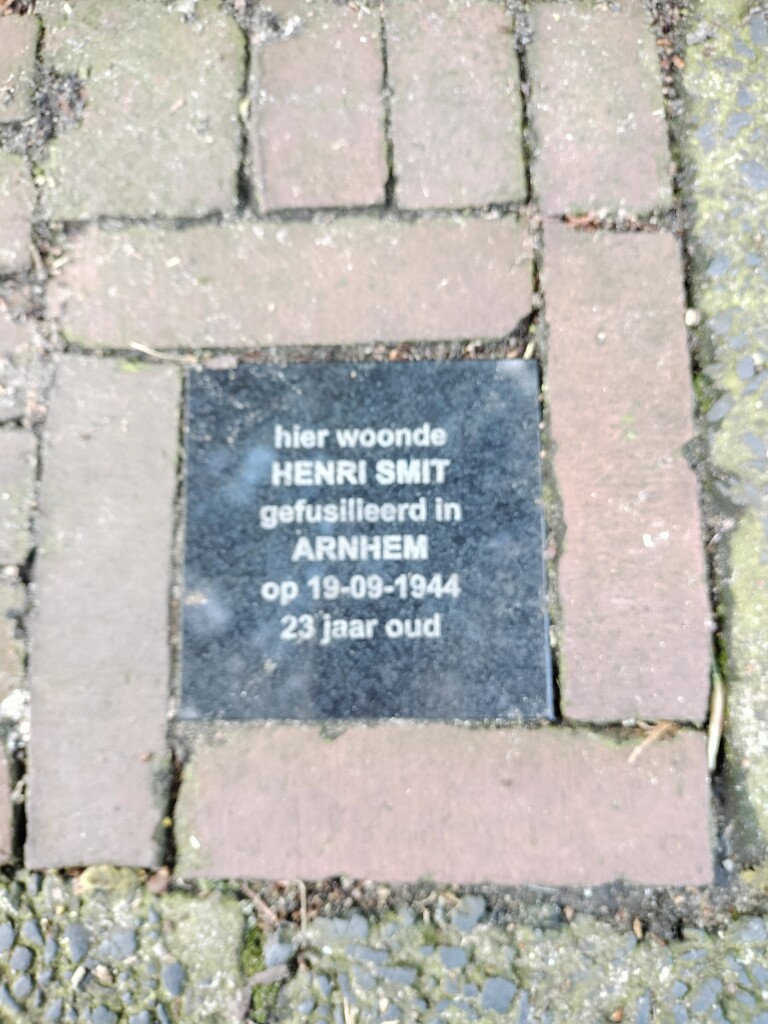 hier woonde
HENRI SMIT
gefusilleerd in
ARNHEM
op 19-09-1944
23 jaar oud